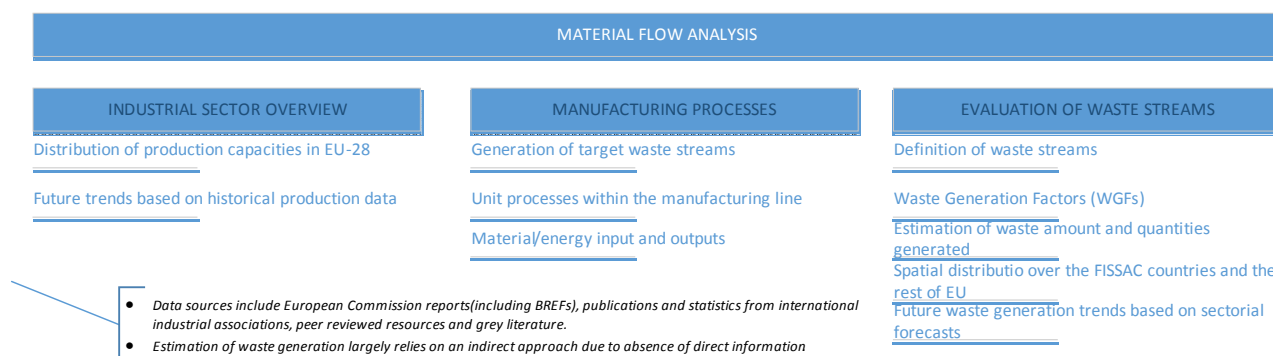 MATERIAL FLOW ANALYSIS
INDUSTRIAL SECTOR OVERVIEW
Distribution of production capacities in EU-28
Future trends based on historical production data
MANUFACTURING PROCESSES
Generation of target waste streams
Unit processes within the manufacturing line
Material/energy input and outputs
EVALUATION OF WASTE STREAMS
Definition of waste streams
Waste Generation Factors (WGFs)
Estimation of waste amount and quantities
generated
Spatial distributio over the FISSAC countries and the
rest of EU
Future waste generation trends based on sectorial
forecasts
• Data sources include European Commission reports(including BREFs), publications and statistics from international
industrial associations, peer reviewed resources and grey literature.
• Estimation of waste generation largely relies on an indirect approach due to absence of direct information